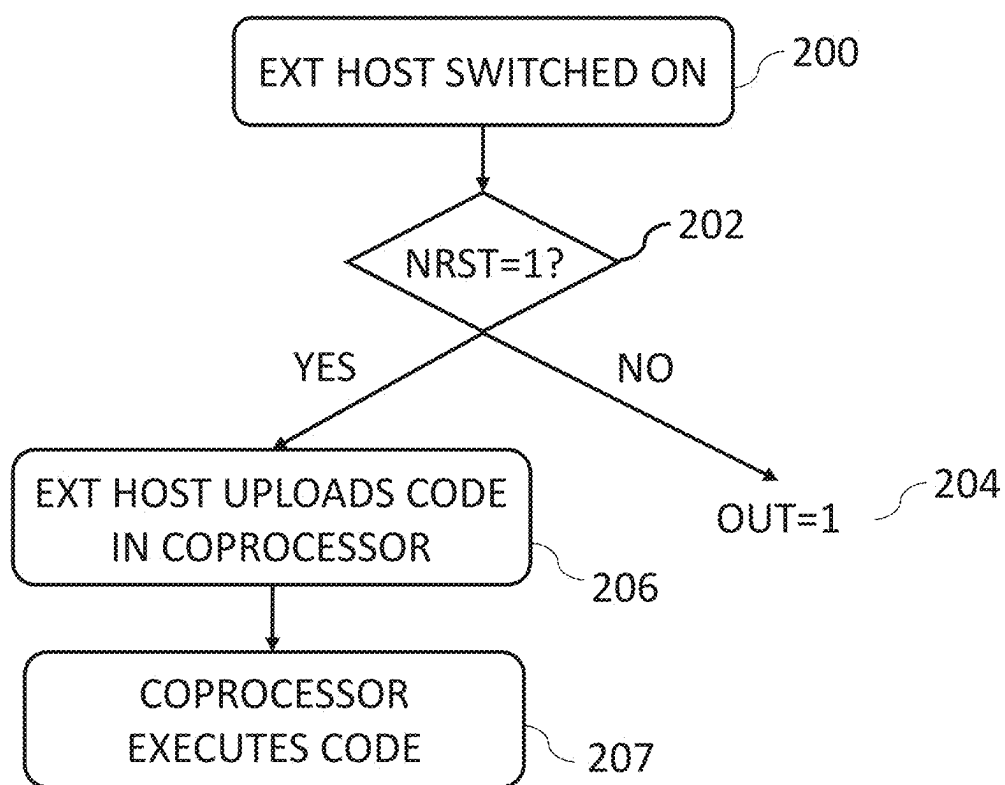 EXT HOST SWITCHED ON
200
NRST=1?
202
YES
NO
EXT HOST UPLOADS CODE
IN COPROCESSOR
206
OUT=1
204
COPROCESSOR
EXECUTES CODE
207